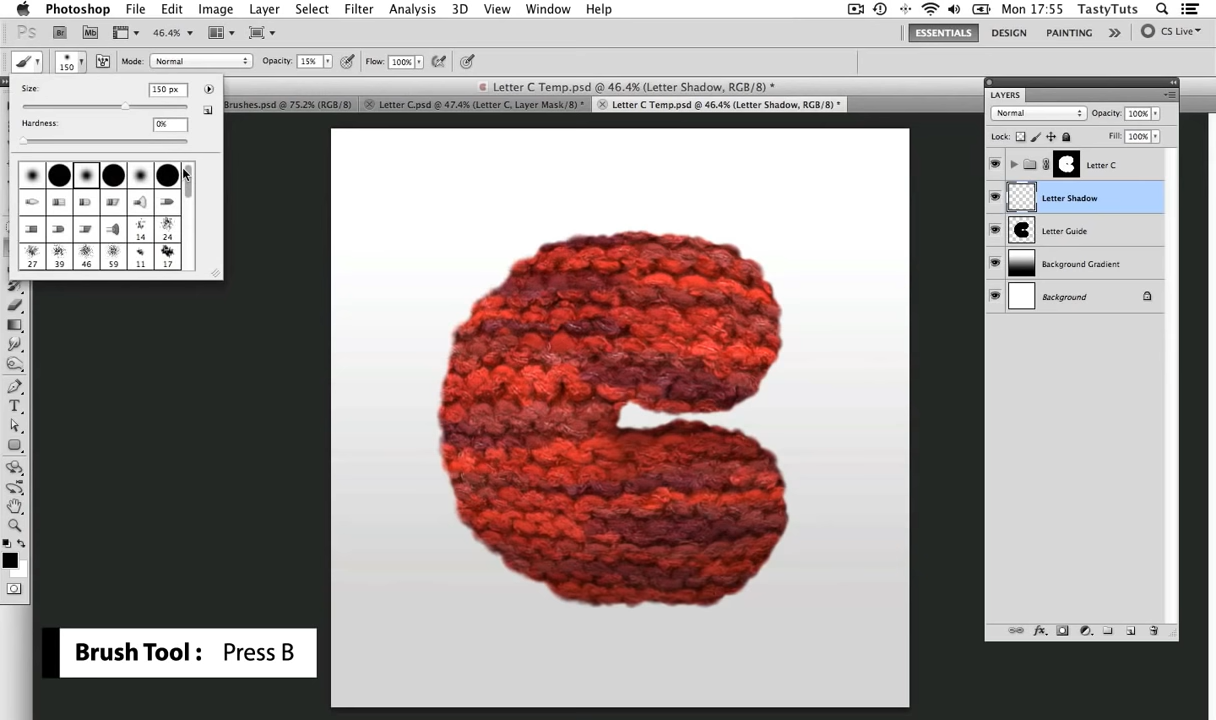 Photoshop File Edit Image Layer Select Filter Analysis 3D View Window Help Mon 17:55 TastyTuts
Ps Br Mb 46.4% ESSENTIALS DESIGN PAINTING CS Live
150 Mode: Normal Opacity: 15% Flow: 100%
Letter C Temp.psd @ 46.4% (Letter Shadow, RGB/8) *
Brushes.psd @ 75.2% (RGB/8) Letter C.psd @ 47.4% (Letter C, Layer Mask/8) * Letter C Temp.psd @ 46.4% (Letter Shadow, RGB/8) *
Size: 150 px
Hardness: 0%
14 24
27 39 46 59 11 17
LAYERS
Normal Opacity: 100%
Lock: Fill: 100%
Letter C
Letter Shadow
Letter Guide
Background Gradient
Background
fx
T
Brush Tool : Press B